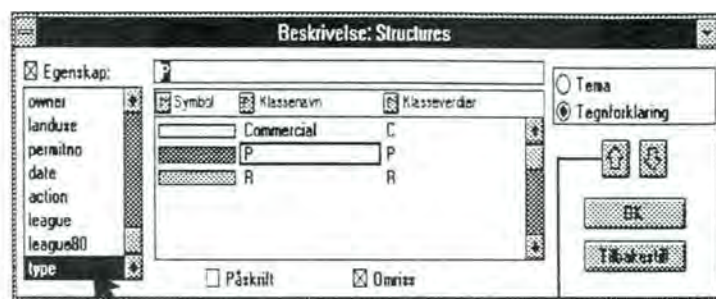 Beskrivelse: Structures
Egenskap:
P
owner
landuse
permitno
date
action
league
league80
type
Symbol Klassenavn Klasseverdier
Commercial C
P P
R R
Påskrift Omriss
Tema
Tegnforklaring
OK
Tilbakestill